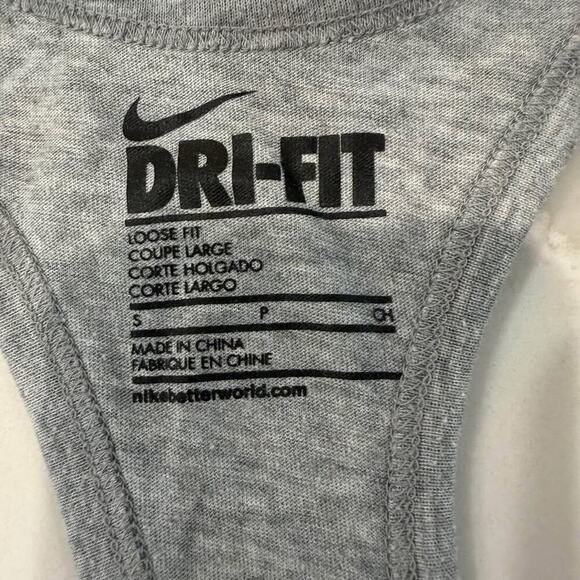 DRI-FIT
LOOSE FIT
COUPE LARGE
CORTE HOLGADO
CORTE LARGO
S P CH
MADE IN CHINA
FABRIQUE EN CHINE
nikebetterworld.com